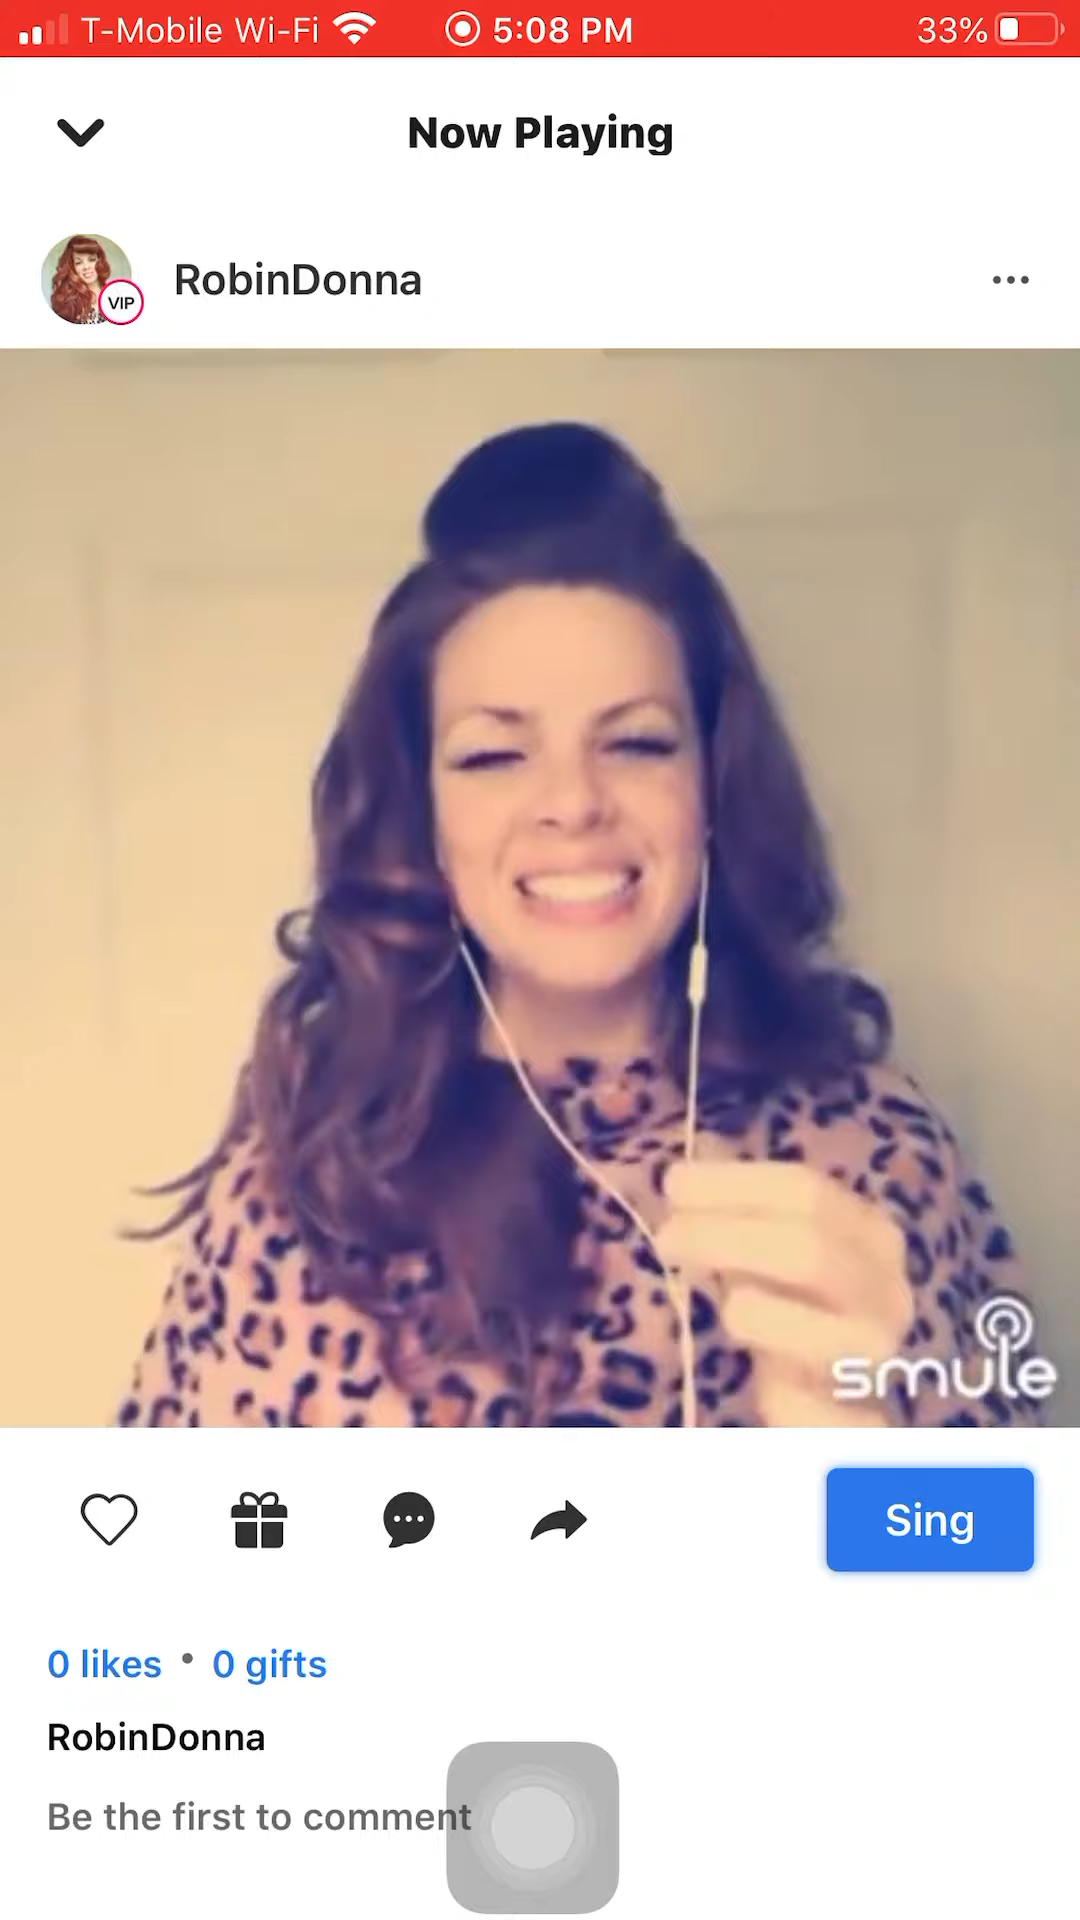 T-Mobile Wi-Fi 5:08 PM 33%
Now Playing
VIP
RobinDonna
smule
Sing
0 likes • 0 gifts
RobinDonna
Be the first to comment